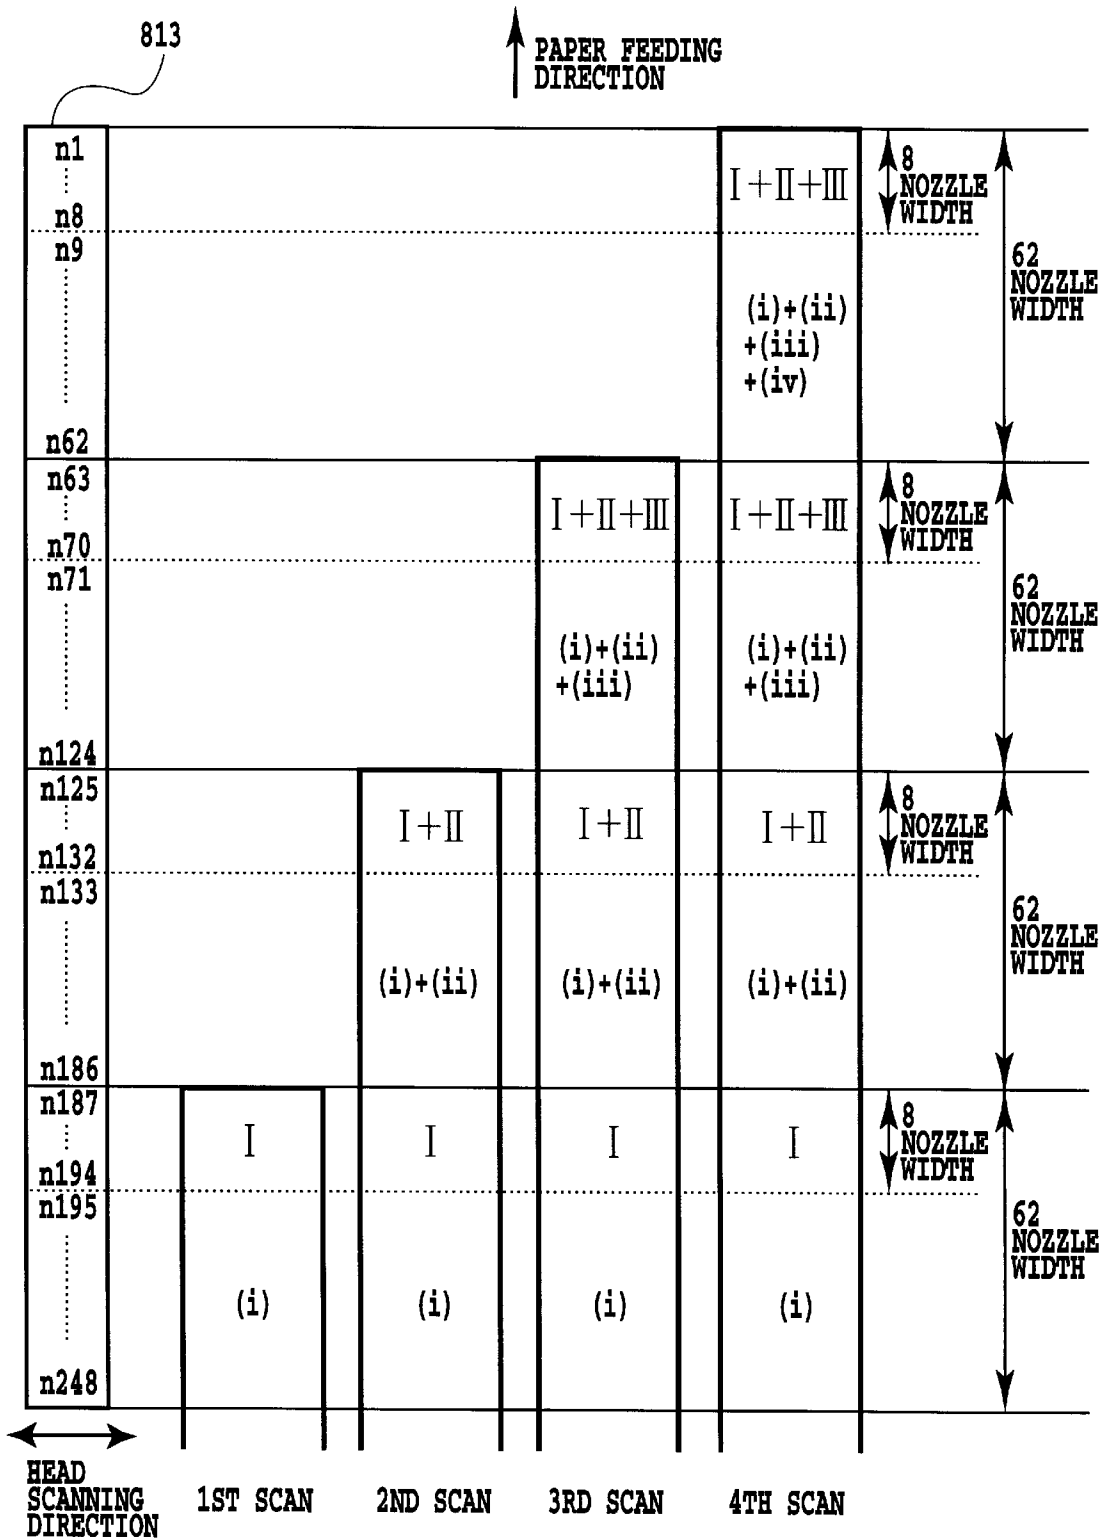 813
PAPER FEEDING
DIRECTION
n1
n8
n9
n62
n63
n70
n71
n124
n125
n132
n133
n186
n187
n194
n195
n248
Ⅰ+Ⅱ+Ⅲ
(i)+(ii)
+(iii)
+(iv)
Ⅰ+Ⅱ+Ⅲ
Ⅰ+Ⅱ+Ⅲ
(i)+(ii)
+(iii)
(i)+(ii)
+(iii)
Ⅰ+Ⅱ
Ⅰ+Ⅱ
Ⅰ+Ⅱ
(i)+(ii)
(i)+(ii)
(i)+(ii)
Ⅰ
Ⅰ
Ⅰ
Ⅰ
(i)
(i)
(i)
(i)
8
NOZZLE
WIDTH
62
NOZZLE
WIDTH
8
NOZZLE
WIDTH
62
NOZZLE
WIDTH
8
NOZZLE
WIDTH
62
NOZZLE
WIDTH
8
NOZZLE
WIDTH
62
NOZZLE
WIDTH
HEAD
SCANNING
DIRECTION
1ST SCAN
2ND SCAN
3RD SCAN
4TH SCAN